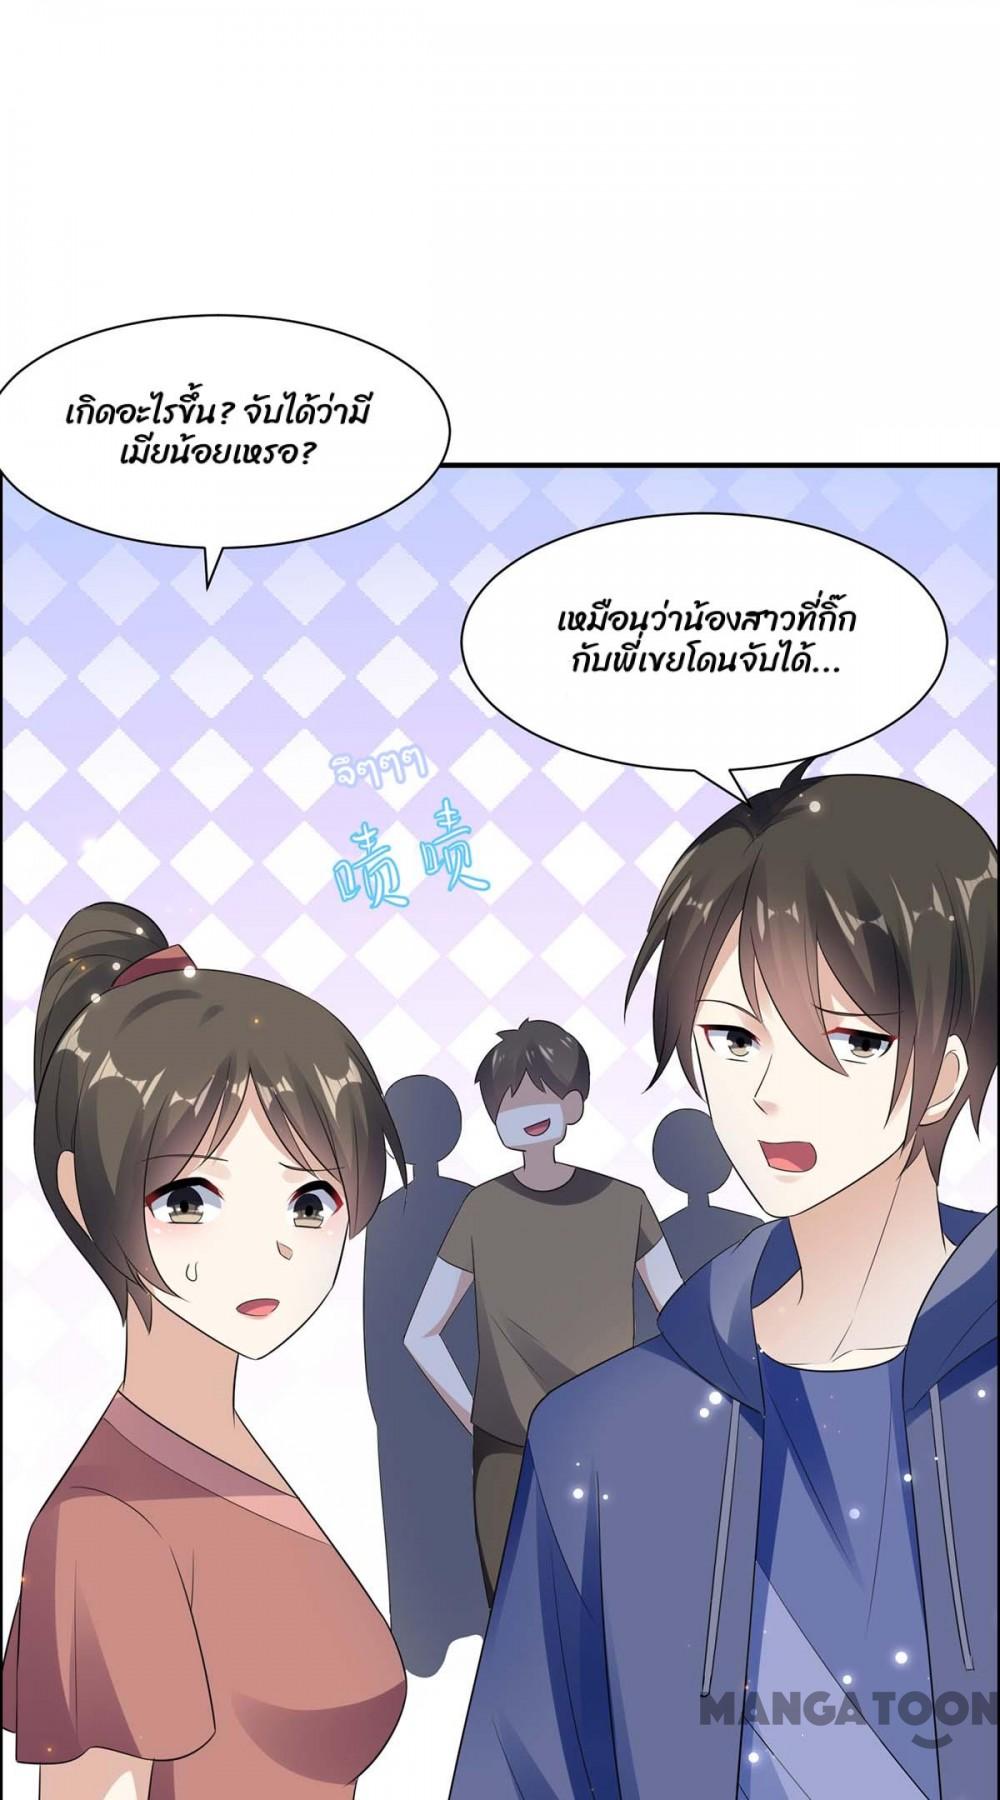 เกิดอะไรขึ้น? จับได้ว่ามี
เมียน้อยเหรอ?
เหมือนว่าน้องสาวที่กิ๊ก
กับพี่เขยโดนจับได้...
จึๆๆๆ
啧啧
MANGATOON